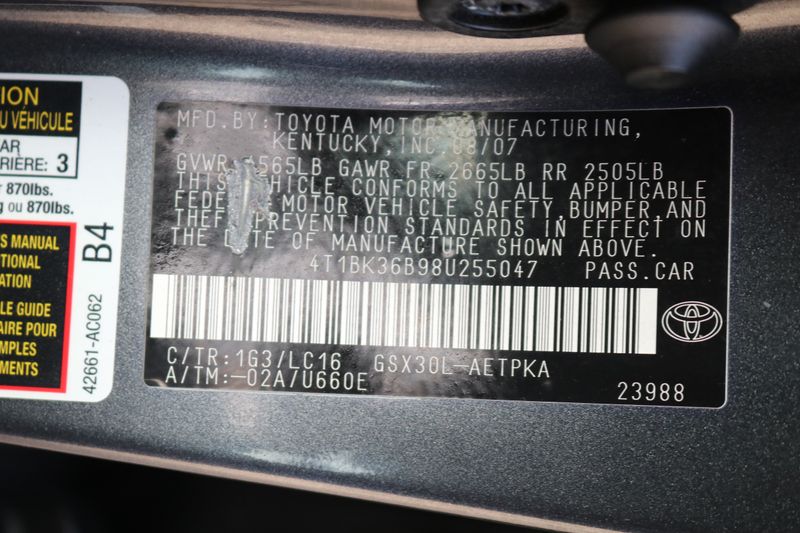 ION
U VÉHICULE
AR
RIÈRE: 3
r 870lbs.
g ou 870lbs.
S MANUAL
TIONAL
ATION
LE GUIDE
AIRE POUR
MPLES
EMENTS
B4
42661-AC062
MFD.BY:TOYOTA MOTOR MANUFACTURING,
KENTUCKY, INC. 08/07
GVWR 4565LB GAWR FR 2665LB RR 2505LB
THIS VEHICLE CONFORMS TO ALL APPLICABLE
FEDE MOTOR VEHICLE SAFETY,BUMPER,AND
THEFT PREVENTION STANDARDS IN EFFECT ON
THE DATE OF MANUFACTURE SHOWN ABOVE.
4T1BK36B98U255047 PASS.CAR
C/TR:1G3/LC16 GSX30L-AETPKA
A/TM:-02A/U660E
23988